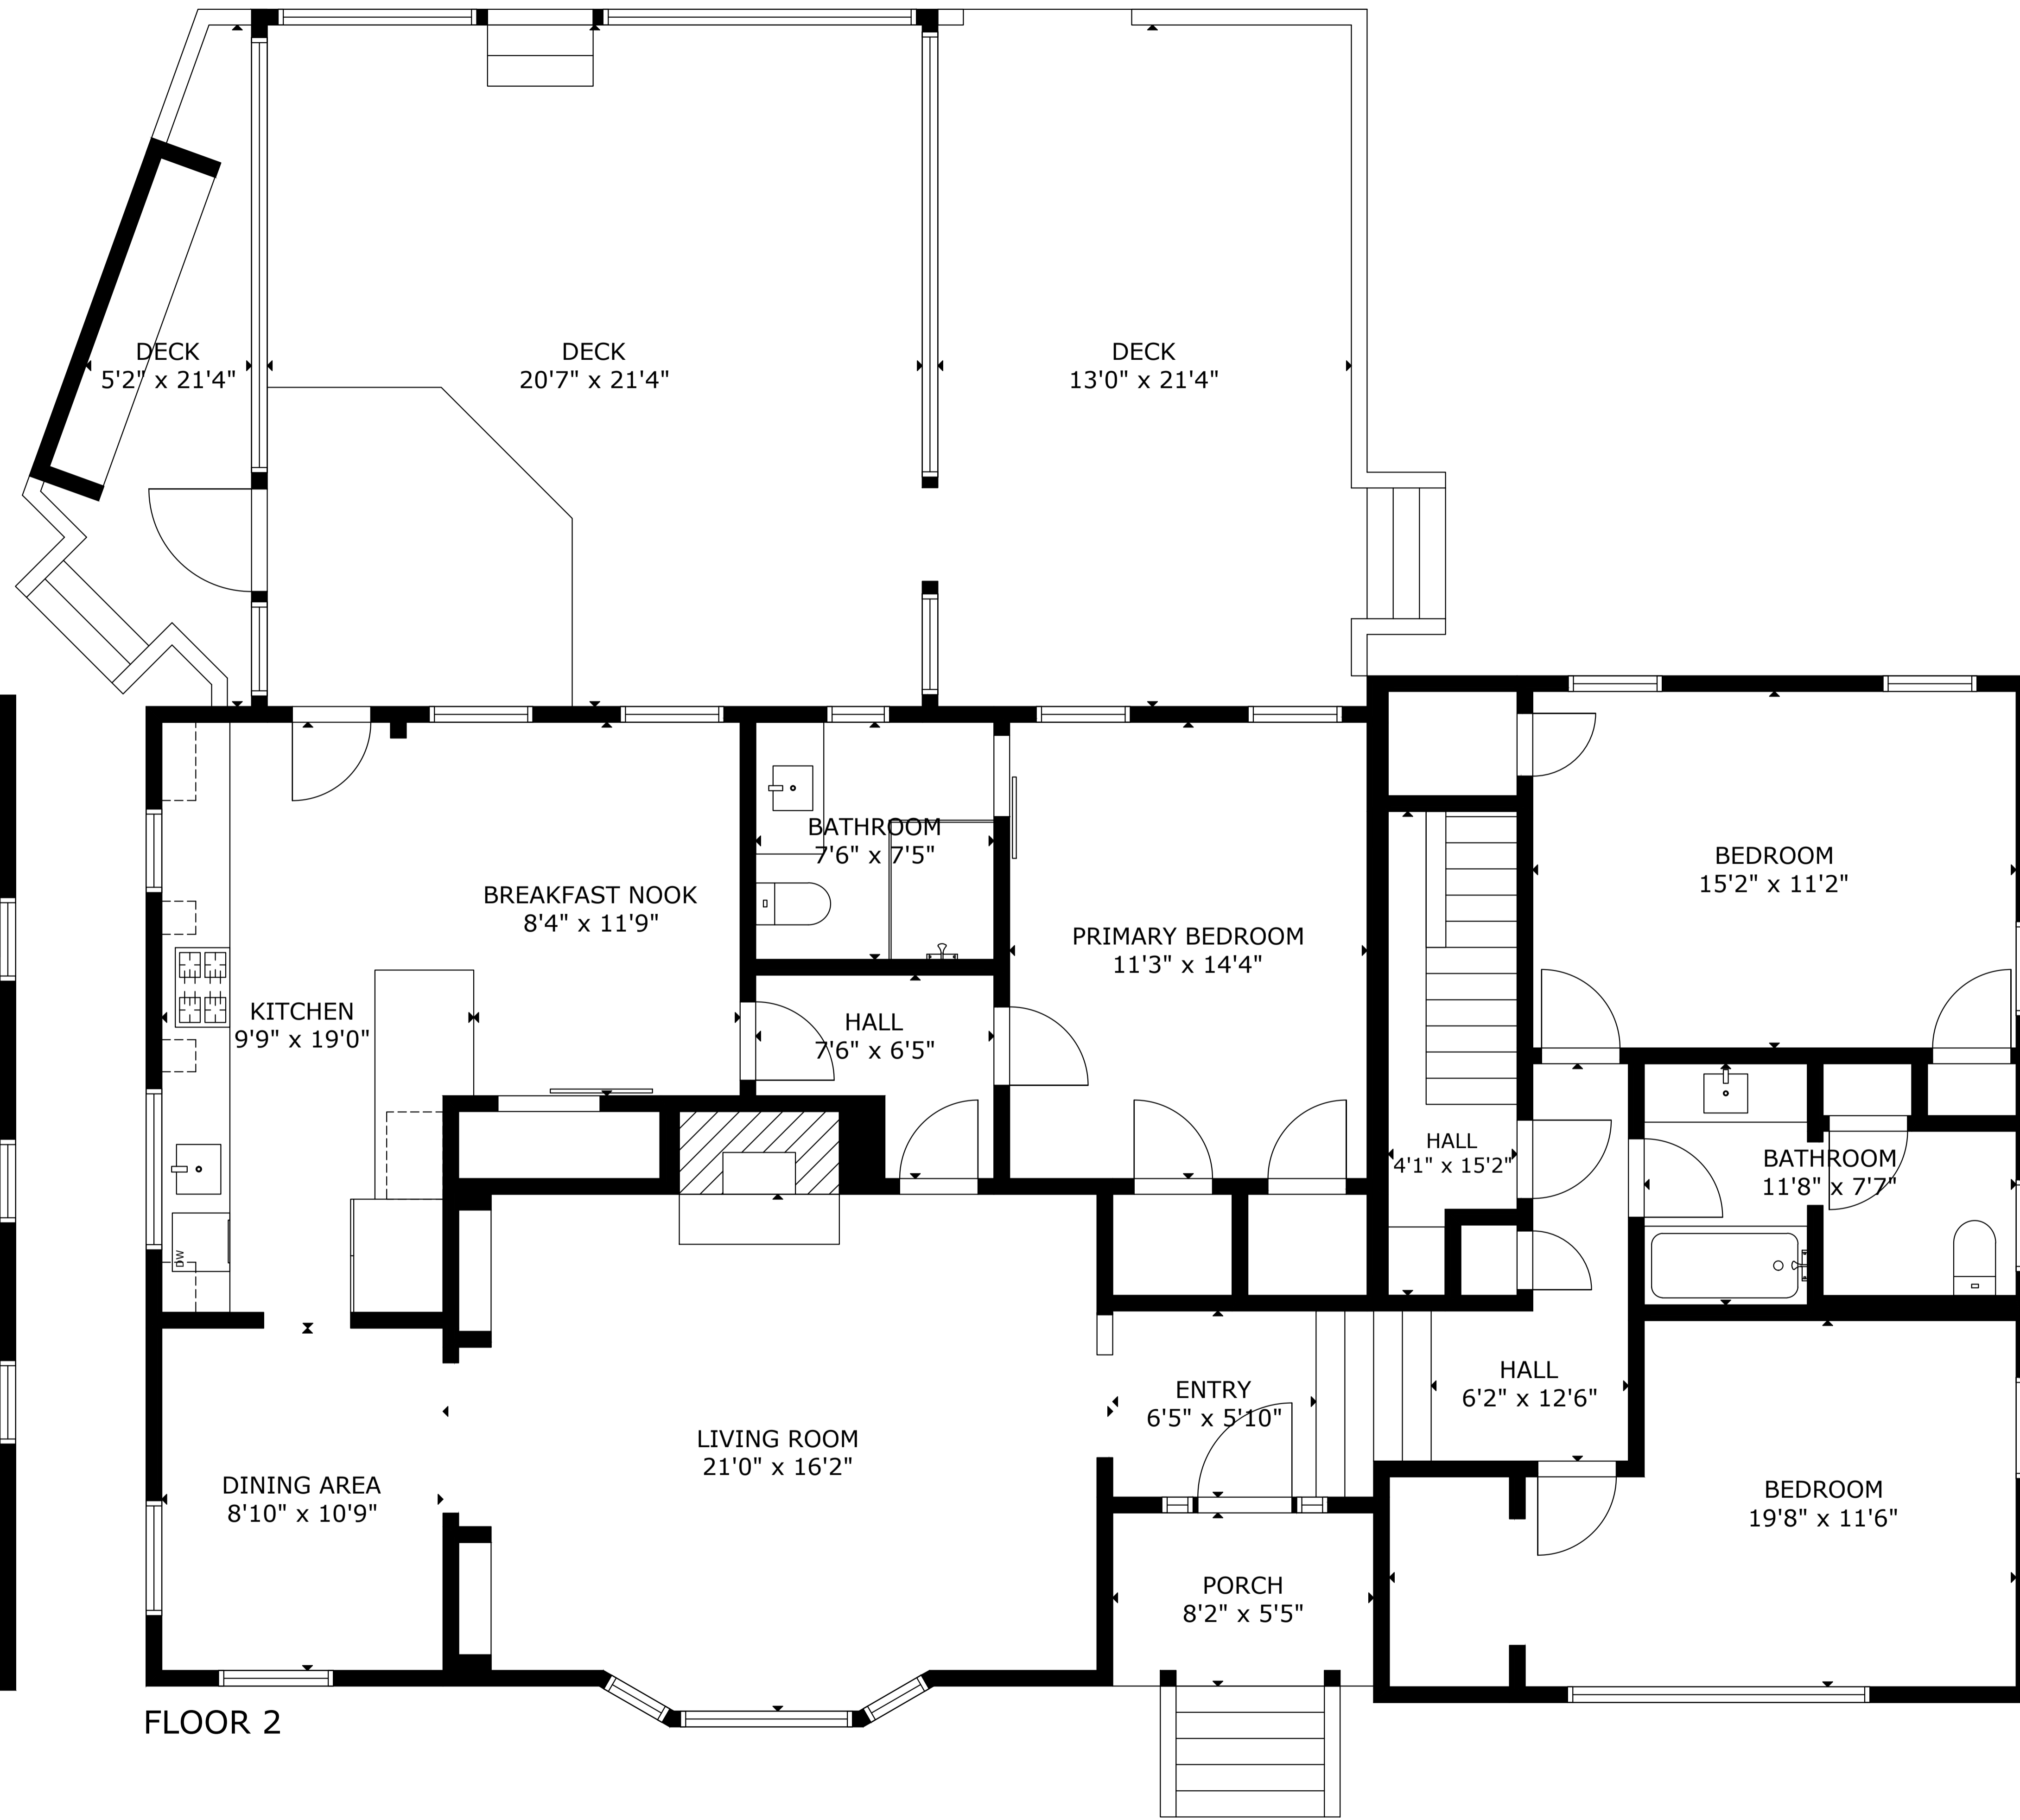 DECK
5'2" x 21'4"
DECK
20'7" x 21'4"
DECK
13'0" x 21'4"
BATHROOM
7'6" x 7'5"
BEDROOM
15'2" x 11'2"
BREAKFAST NOOK
8'4" x 11'9"
PRIMARY BEDROOM
11'3" x 14'4"
KITCHEN
9'9" x 19'0"
HALL
7'6" x 6'5"
HALL
4'1" x 15'2"
BATHROOM
11'8" x 7'7"
DW
HALL
6'2" x 12'6"
ENTRY
6'5" x 5'10"
LIVING ROOM
21'0" x 16'2"
DINING AREA
8'10" x 10'9"
BEDROOM
19'8" x 11'6"
PORCH
8'2" x 5'5"
FLOOR 2